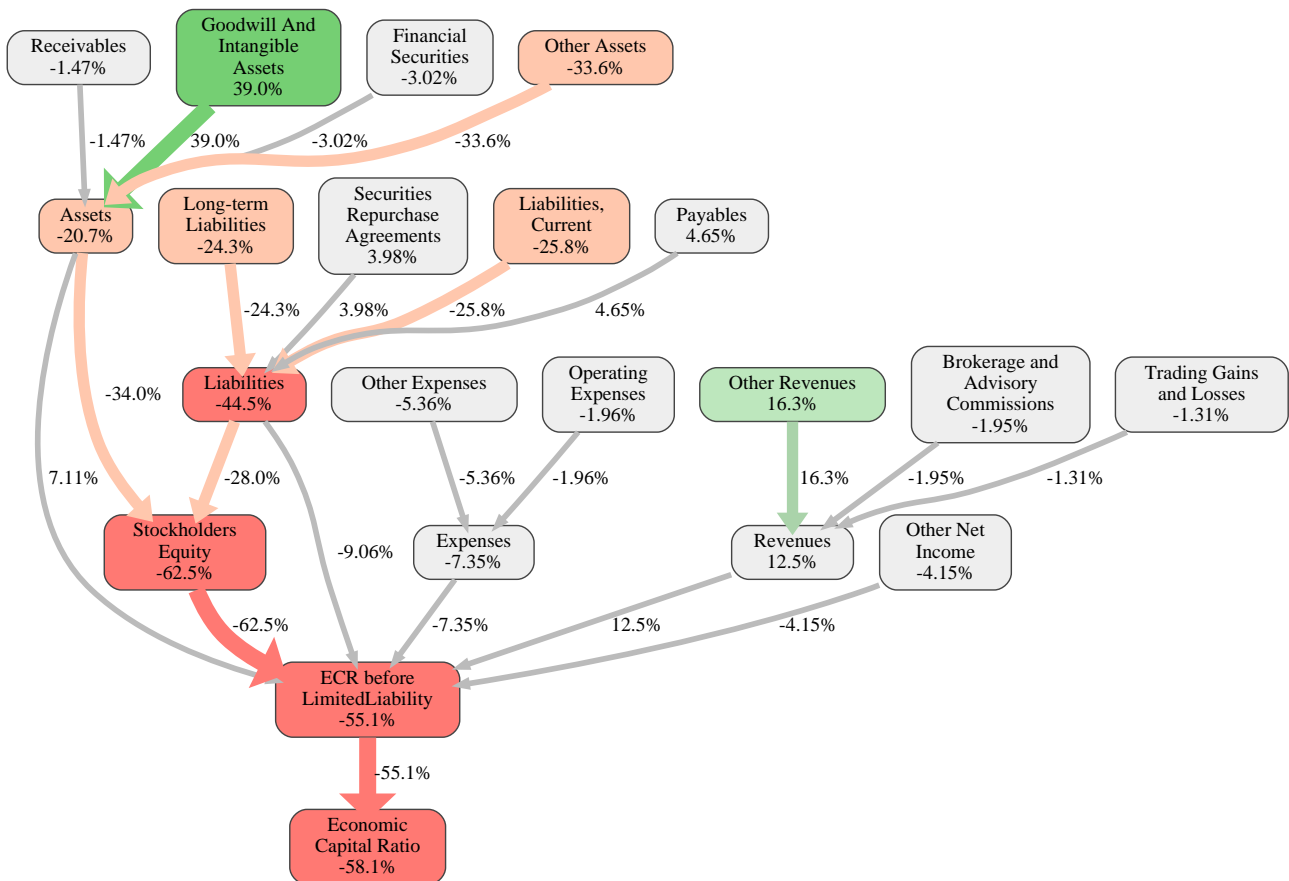 Receivables
-1.47%
Goodwill And
Intangible
Assets
39.0%
Financial
Securities
-3.02%
Other Assets
-33.6%
-1.47%
39.0%
-3.02%
-33.6%
Assets
-20.7%
Long-term
Liabilities
-24.3%
Securities
Repurchase
Agreements
3.98%
Liabilities,
Current
-25.8%
Payables
4.65%
-24.3%
3.98%
-25.8%
4.65%
-34.0%
Liabilities
-44.5%
Other Expenses
-5.36%
Operating
Expenses
-1.96%
Other Revenues
16.3%
Brokerage and
Advisory
Commissions
-1.95%
Trading Gains
and Losses
-1.31%
7.11%
-28.0%
-5.36%
-1.96%
16.3%
-1.95%
-1.31%
Stockholders
Equity
-62.5%
-9.06%
Expenses
-7.35%
Revenues
12.5%
Other Net
Income
-4.15%
-62.5%
-7.35%
12.5%
-4.15%
ECR before
LimitedLiability
-55.1%
-55.1%
Economic
Capital Ratio
-58.1%